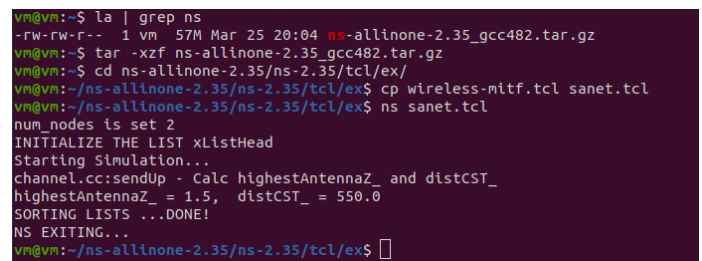 vm@vm:~$ la | grep ns
-rw-rw-r--  1 vm  57M Mar 25 20:04 ns-allinone-2.35_gcc482.tar.gz
vm@vm:~$ tar -xzf ns-allinone-2.35_gcc482.tar.gz
vm@vm:~$ cd ns-allinone-2.35/ns-2.35/tcl/ex/
vm@vm:~/ns-allinone-2.35/ns-2.35/tcl/ex$ cp wireless-mitf.tcl sanet.tcl
vm@vm:~/ns-allinone-2.35/ns-2.35/tcl/ex$ ns sanet.tcl
num_nodes is set 2
INITIALIZE THE LIST xListHead
Starting Simulation...
channel.cc:sendUp - Calc highestAntennaZ_ and distCST_
highestAntennaZ_ = 1.5,  distCST_ = 550.0
SORTING LISTS ...DONE!
NS EXITING...
vm@vm:~/ns-allinone-2.35/ns-2.35/tcl/ex$